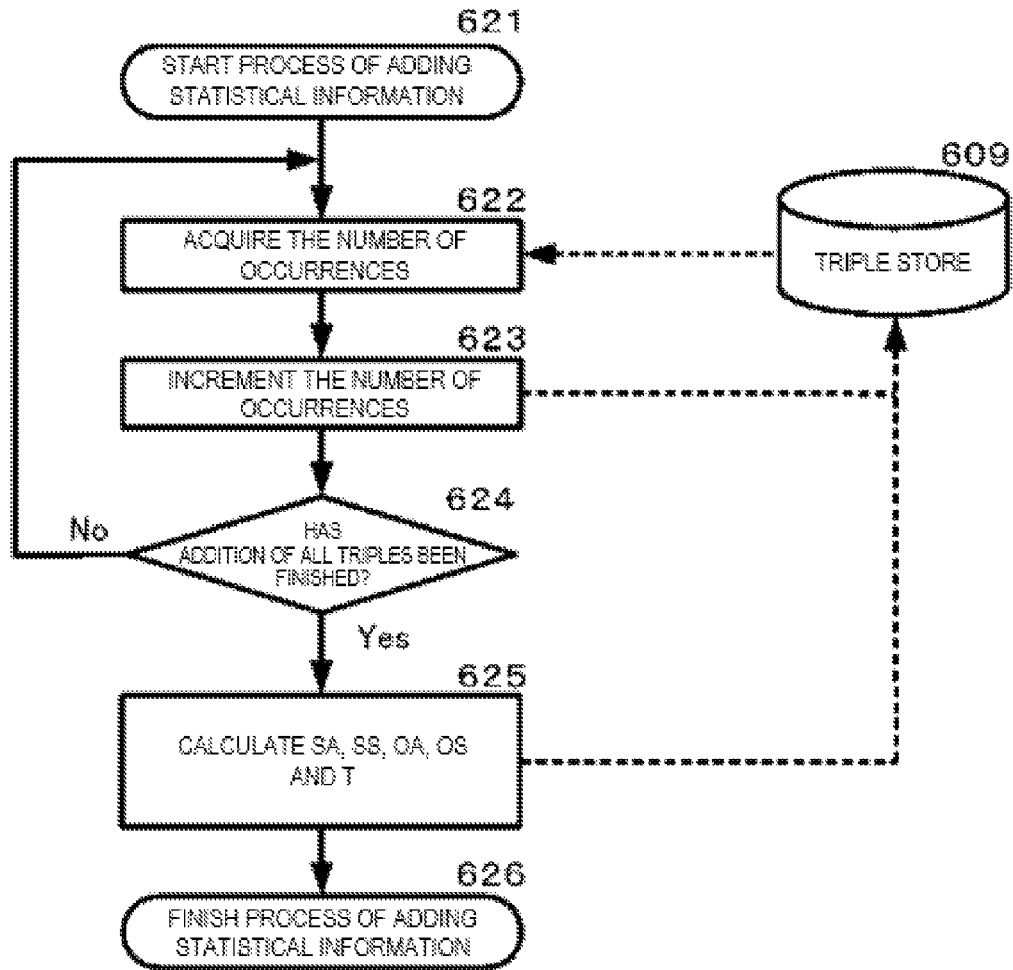 621
START PROCESS OF ADDING
STATISTICAL INFORMATION
622
ACQUIRE THE NUMBER OF
OCCURRENCES
609
TRIPLE STORE
623
INCREMENT THE NUMBER OF
OCCURRENCES
624
No
HAS
ADDITION OF ALL TRIPLES BEEN
FINISHED?
Yes
625
CALCULATE SA, SS, OA, OS
AND T
626
FINISH PROCESS OF ADDING
STATISTICAL INFORMATION